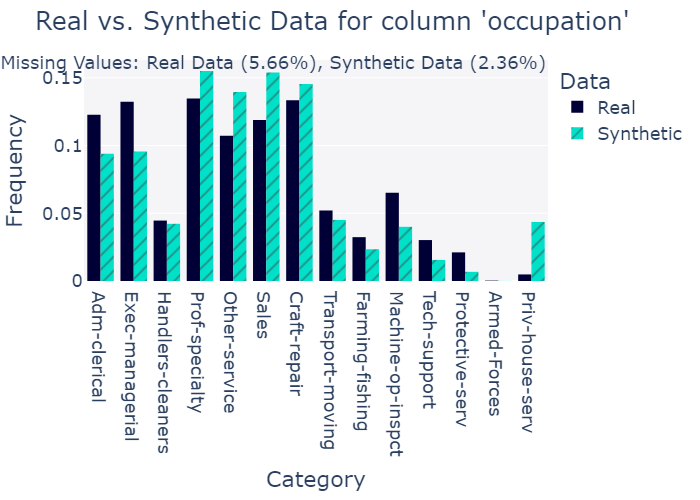 Real vs. Synthetic Data for column 'occupation'
Missing Values: Real Data (5.66%), Synthetic Data (2.36%)
Data
Real
Synthetic
Frequency
0.15
0.1
0.05
0
Adm-clerical
Exec-managerial
Handlers-cleaners
Prof-specialty
Other-service
Sales
Craft-repair
Transport-moving
Farming-fishing
Machine-op-inspct
Tech-support
Protective-serv
Armed-Forces
Priv-house-serv
Category